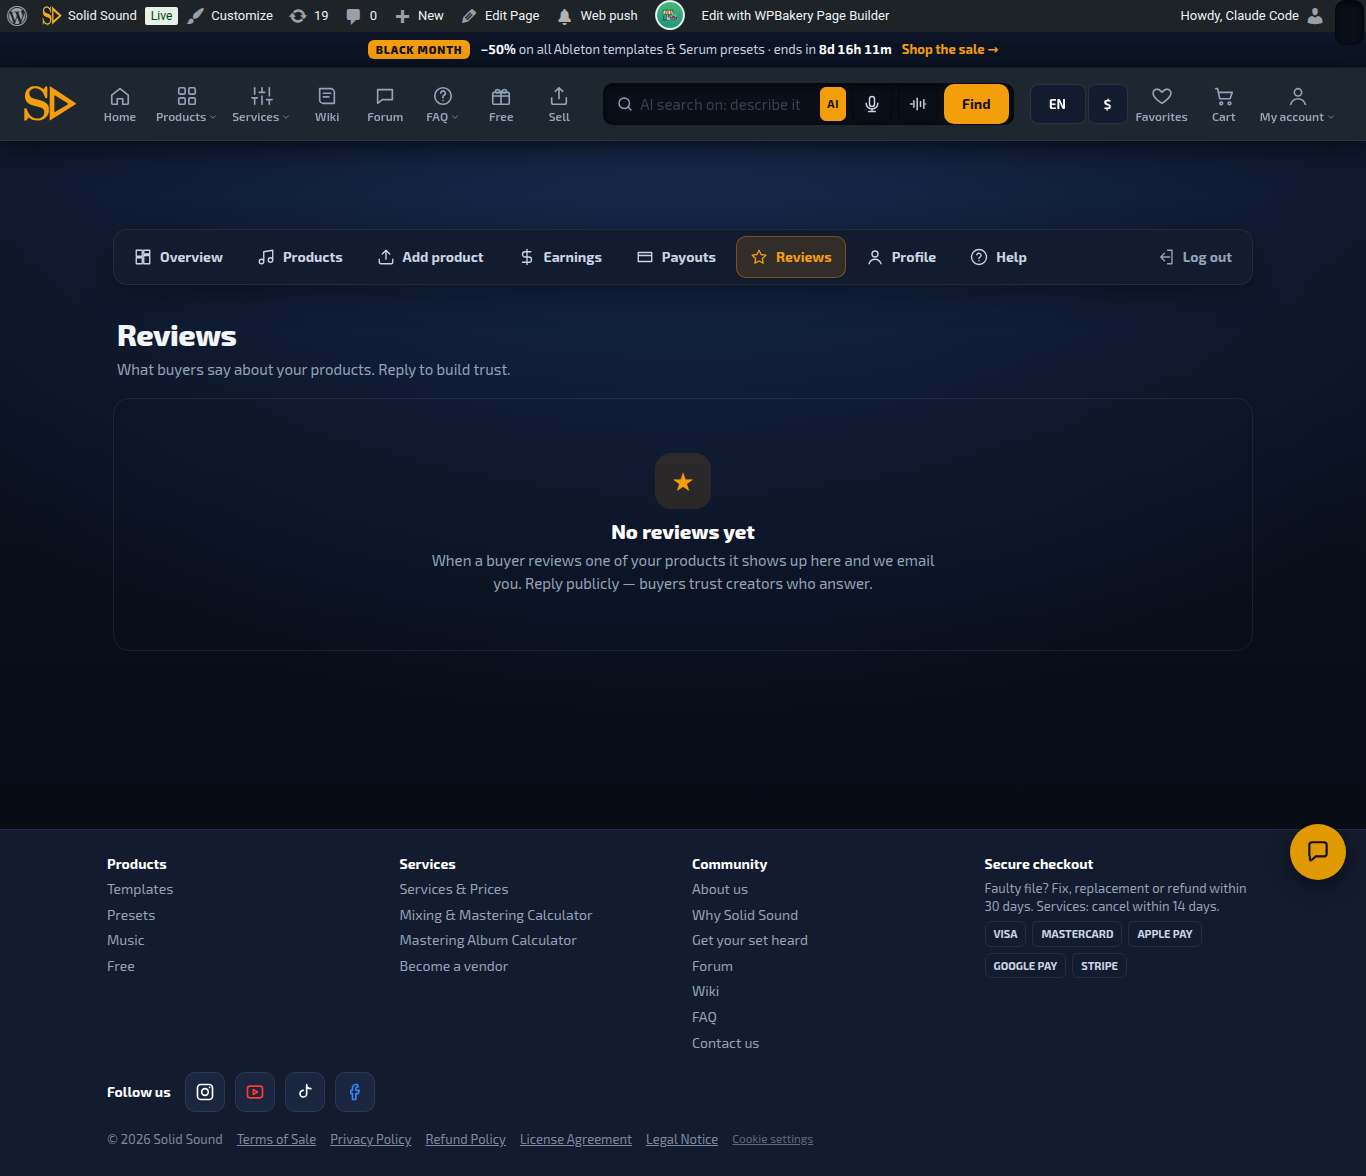 Solid Sound Live Customize 19 0 New Edit Page Web push Edit with WPBakery Page Builder Howdy, Claude Code
BLACK MONTH −50% on all Ableton templates & Serum presets · ends in 8d 16h 11m Shop the sale →
Home Products Services Wiki Forum FAQ Free Sell AI search on: describe it AI Find EN $ Favorites Cart My account
Overview Products Add product Earnings Payouts Reviews Profile Help Log out
Reviews
What buyers say about your products. Reply to build trust.
No reviews yet
When a buyer reviews one of your products it shows up here and we email
you. Reply publicly — buyers trust creators who answer.
Products
Templates
Presets
Music
Free
Services
Services & Prices
Mixing & Mastering Calculator
Mastering Album Calculator
Become a vendor
Community
About us
Why Solid Sound
Get your set heard
Forum
Wiki
FAQ
Contact us
Secure checkout
Faulty file? Fix, replacement or refund within
30 days. Services: cancel within 14 days.
VISA MASTERCARD APPLE PAY
GOOGLE PAY STRIPE
Follow us
© 2026 Solid Sound Terms of Sale Privacy Policy Refund Policy License Agreement Legal Notice Cookie settings